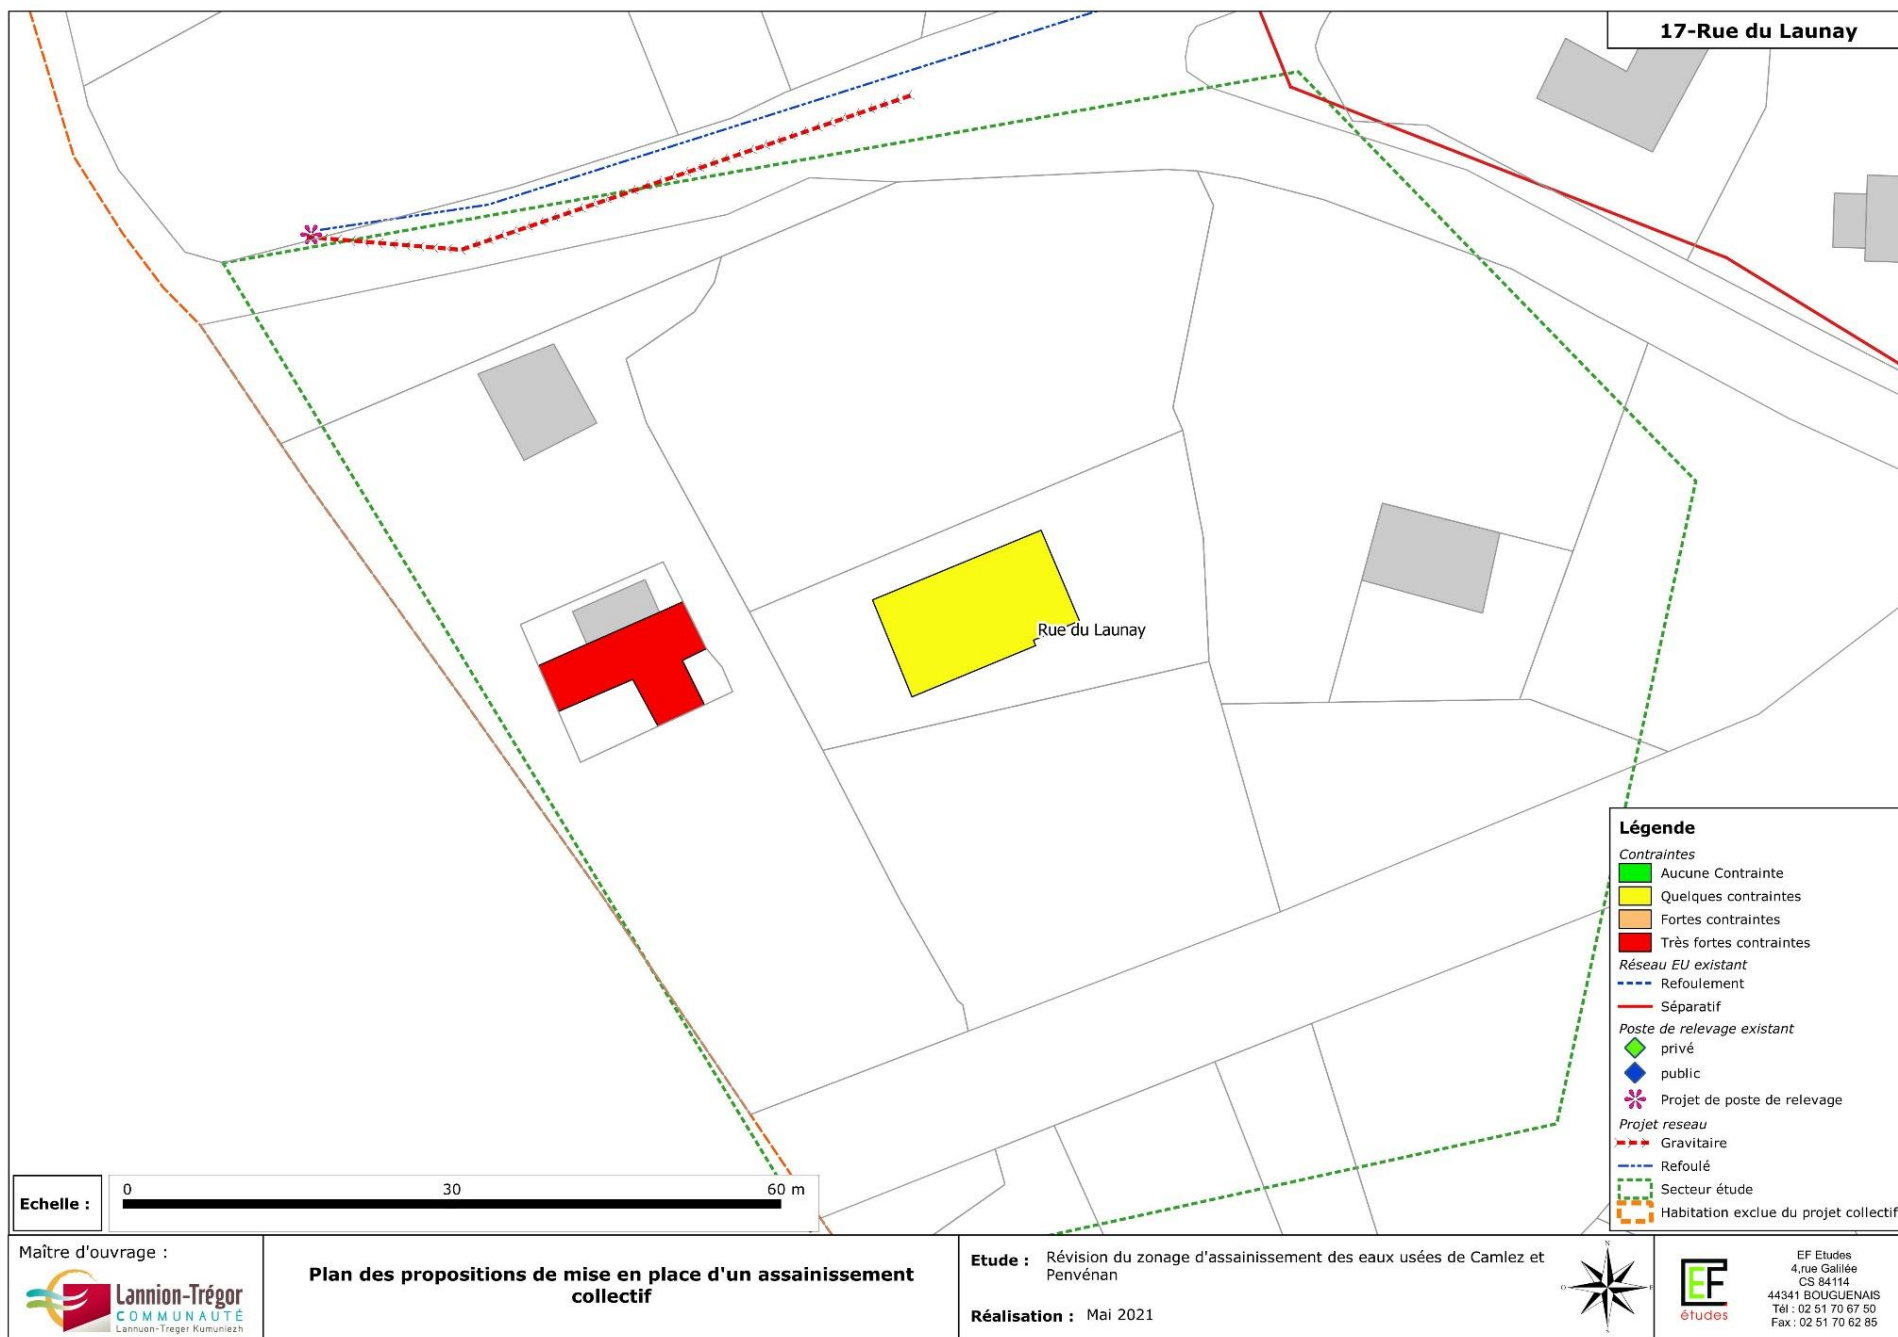 17-Rue du Launay
Rue du Launay
Légende
Contraintes
Aucune Contrainte
Quelques contraintes
Fortes contraintes
Très fortes contraintes
Réseau EU existant
Refoulement
Séparatif
Poste de relevage existant
privé
public
Projet de poste de relevage
Projet reseau
Gravitaire
Refoulé
Secteur étude
Habitation exclue du projet collectif
Echelle :
0 30 60 m
Maître d'ouvrage :
Lannion-Trégor
COMMUNAUTÉ
Lannuon-Treger Kumuniezh
Plan des propositions de mise en place d'un assainissement
collectif
Etude : Révision du zonage d'assainissement des eaux usées de Camlez et
Penvénan
Réalisation : Mai 2021
N
O
E
S
EF
études
EF Etudes
4,rue Galilée
CS 84114
44341 BOUGUENAIS
Tél : 02 51 70 67 50
Fax : 02 51 70 62 85